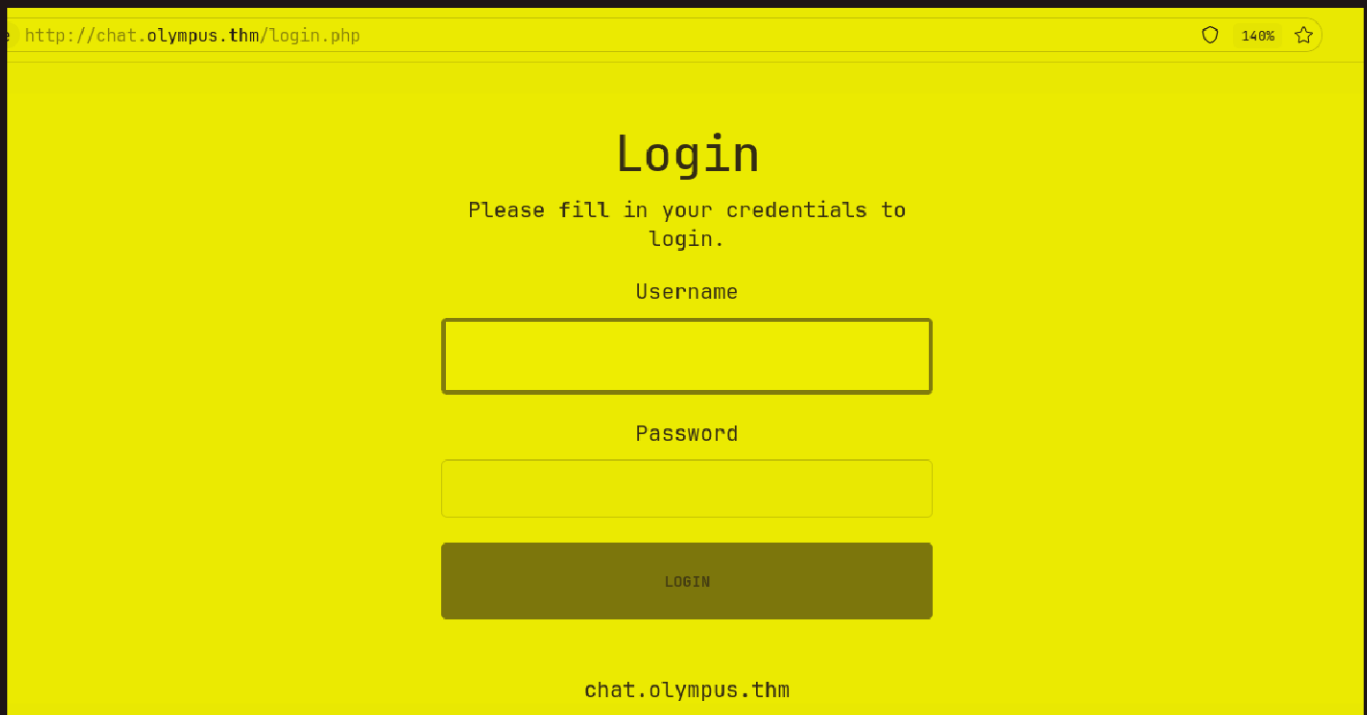 http://chat.olympus.thm/login.php 140%
Login
Please fill in your credentials to
login.
Username
Password
LOGIN
chat.olympus.thm